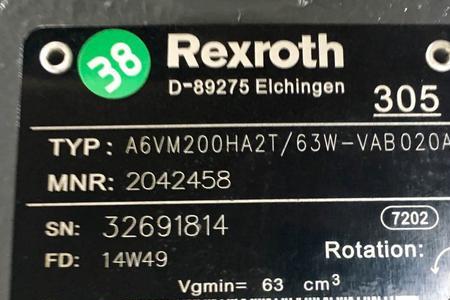 38 Rexroth
D-89275 Elchingen
305
TYP: A6VM200HA2T/63W-VAB020A
MNR: 2042458
SN: 32691814
7202
FD: 14W49
Rotation:
Vgmin= 63 cm³